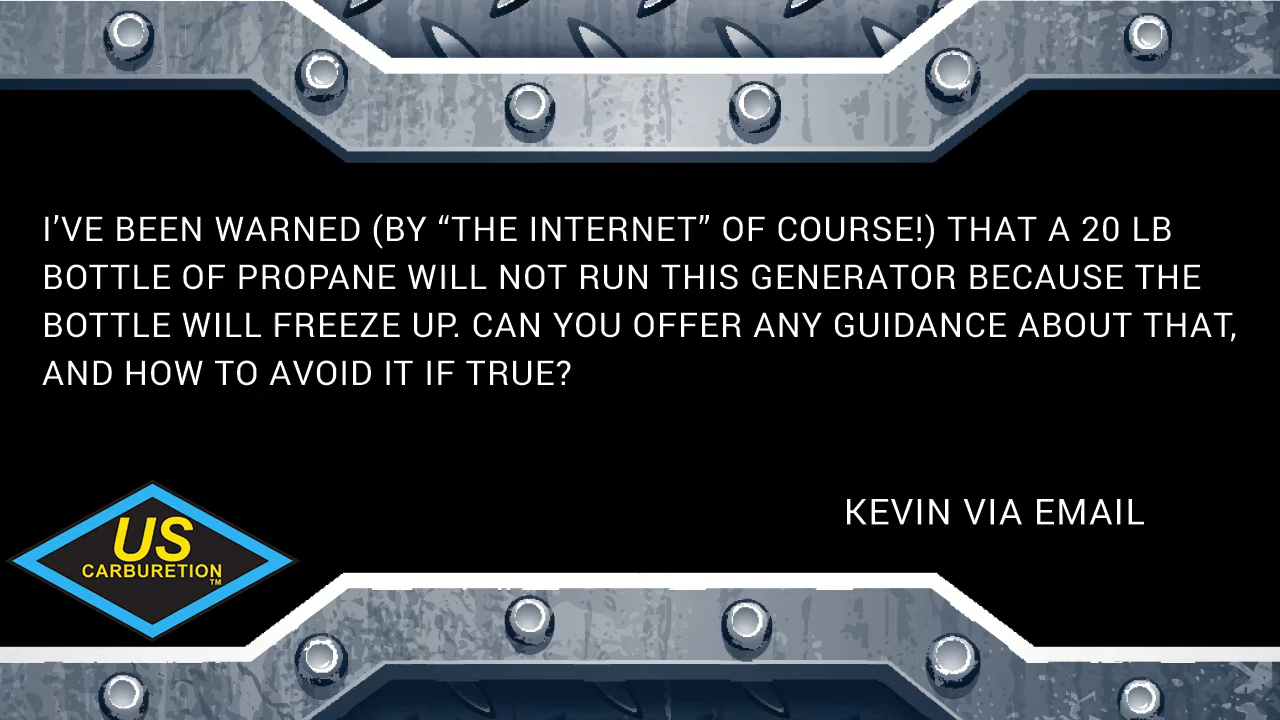 I’VE BEEN WARNED (BY “THE INTERNET” OF COURSE!) THAT A 20 LB
BOTTLE OF PROPANE WILL NOT RUN THIS GENERATOR BECAUSE THE
BOTTLE WILL FREEZE UP. CAN YOU OFFER ANY GUIDANCE ABOUT THAT,
AND HOW TO AVOID IT IF TRUE?
KEVIN VIA EMAIL
US
CARBURETION
TM